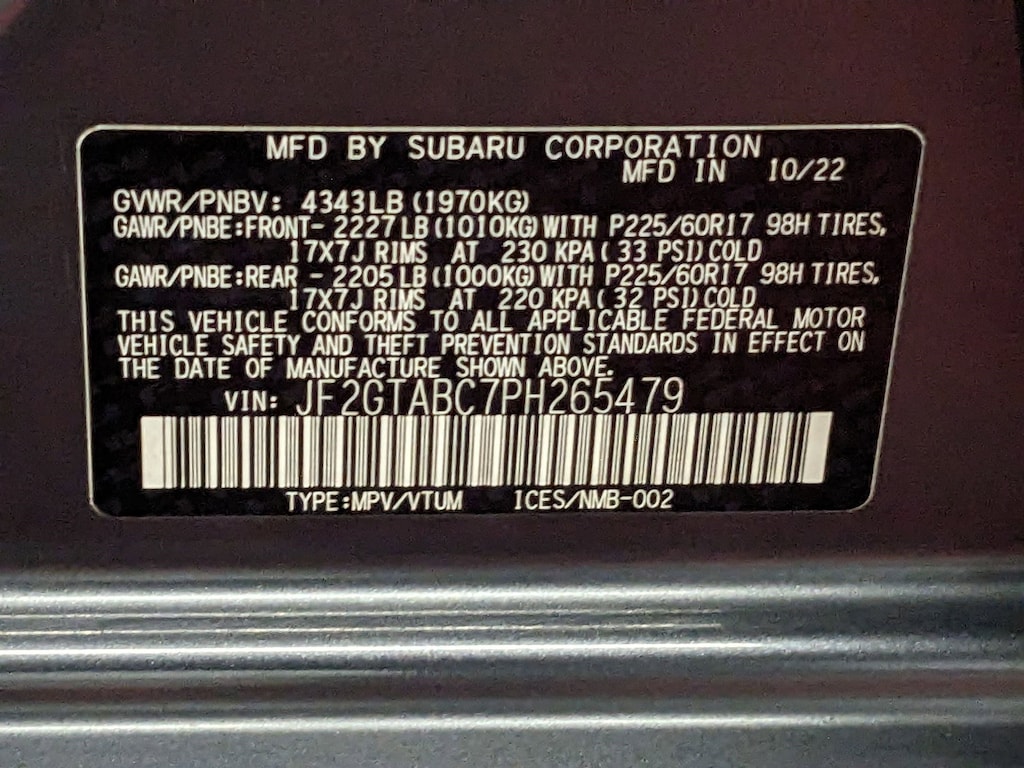 MFD BY SUBARU CORPORATION
MFD IN 10/22
GVWR/PNBV: 4343LB (1970KG)
GAWR/PNBE:FRONT- 2227LB (1010KG) WITH P225/60R17 98H TIRES,
17X7J RIMS AT 230 KPA( 33 PSI) COLD
GAWR/PNBE:REAR - 2205LB (1000KG) WITH P225/60R17 98H TIRES,
17X7J RIMS AT 220 KPA( 32 PSI) COLD
THIS VEHICLE CONFORMS TO ALL APPLICABLE FEDERAL MOTOR
VEHICLE SAFETY AND THEFT PREVENTION STANDARDS IN EFFECT ON
THE DATE OF MANUFACTURE SHOWN ABOVE.
VIN: JF2GTABC7PH265479
TYPE:MPV/VTUM ICES/NMB-002